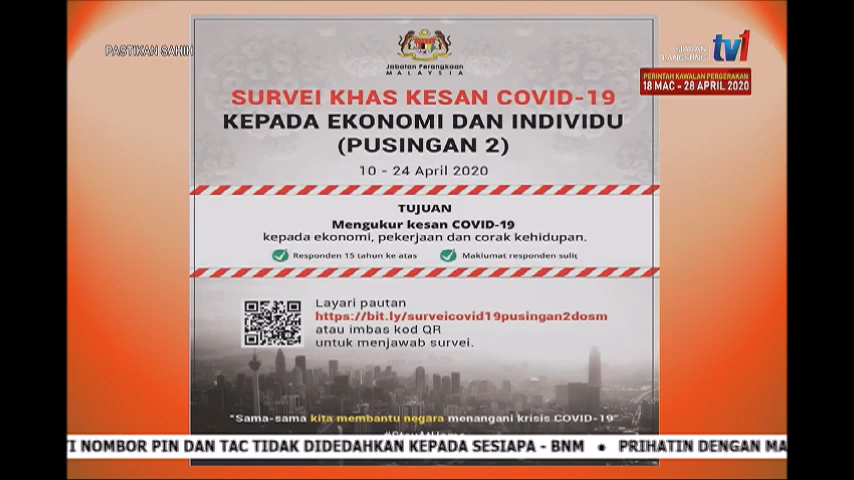 PASTIKAN SAHIH
SIARAN
LANGSUNG
tv1
PERINTAH KAWALAN PERGERAKAN
18 MAC - 28 APRIL 2020
Jabatan Perangkaan
MALAYSIA
SURVEI KHAS KESAN COVID-19
KEPADA EKONOMI DAN INDIVIDU
(PUSINGAN 2)
10 - 24 April 2020
TUJUAN
Mengukur kesan COVID-19
kepada ekonomi, pekerjaan dan corak kehidupan.
Responden 15 tahun ke atas
Maklumat responden sulit
Layari pautan
https://bit.ly/surveicovid19pusingan2dosm
atau imbas kod QR
untuk menjawab survei.
"Sama-sama kita membantu negara menangani krisis COVID-19"
#StayAtHome
TI NOMBOR PIN DAN TAC TIDAK DIDEDAHKAN KEPADA SESIAPA - BNM • PRIHATIN DENGAN MA